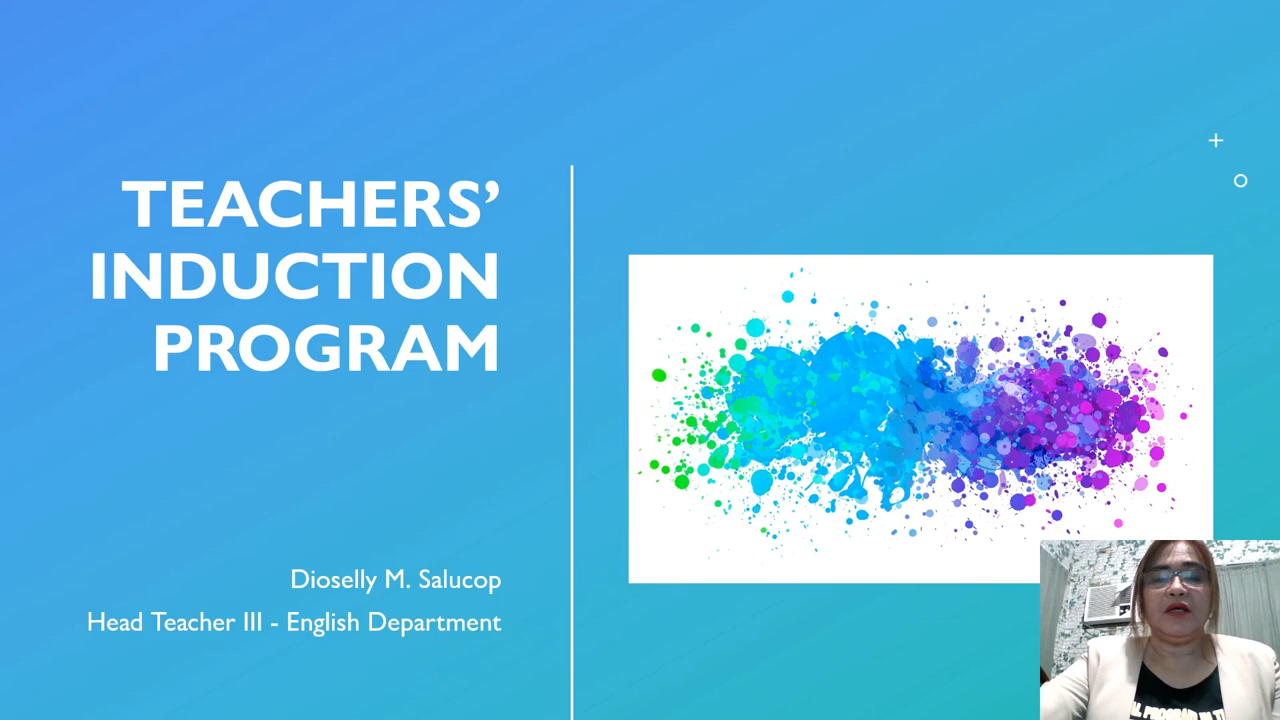 TEACHERS’
INDUCTION
PROGRAM
Dioselly M. Salucop
Head Teacher III - English Department